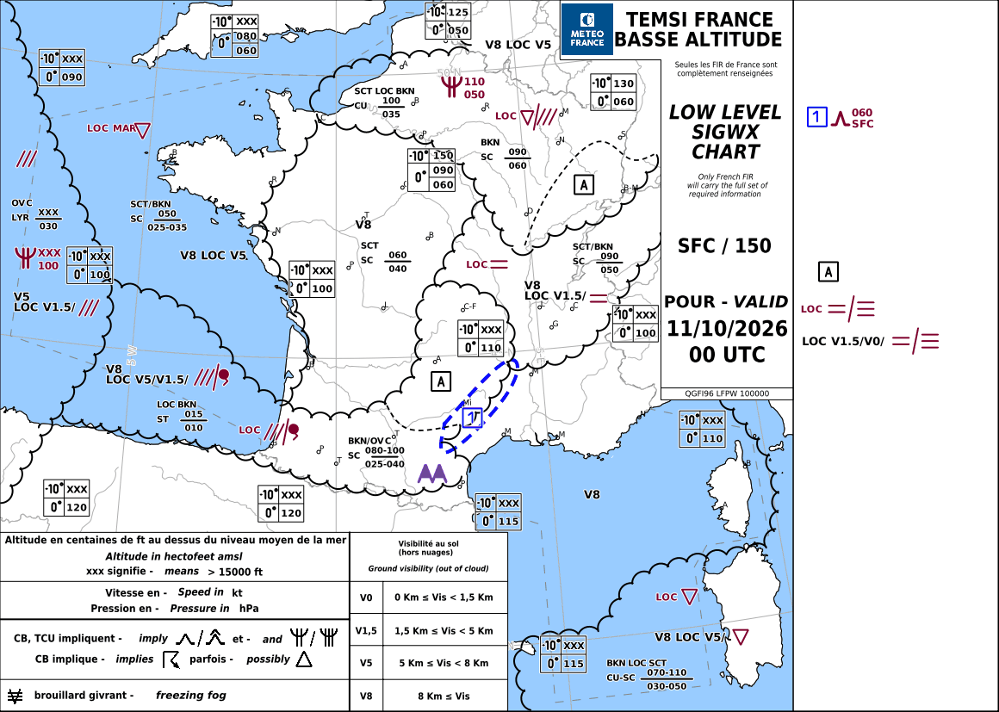 -10° XXX
0° 080
060
-10° 125
0° 050
V8 LOC V5
METEO
FRANCE
TEMSI FRANCE
BASSE ALTITUDE
Seules les FIR de France sont
complètement renseignées
LOW LEVEL
SIGWX
CHART
Only French FIR
will carry the full set of
required information
SFC / 150
POUR - VALID
11/10/2026
00 UTC
QGFI96 LFPW 100000
1 060
SFC
A
LOC
LOC V1.5/V0/
-10° XXX
0° 090
50 N
110
050
-10° 130
0° 060
SCT LOC BKN
CU 100
035
LOC
LOC MAR
BKN
SC 090
060
-10° 150
0° 090
060
A
OVC
LYR XXX
030
SCT/BKN
SC 050
025-035
V8 LOC V5
XXX
100
-10° XXX
0° 100
V8
SCT
SC 060
040
-10° XXX
0° 100
LOC
SCT/BKN
SC 090
050
V8
LOC V1.5/
V5
LOC V1.5/
-10° XXX
0° 100
-10° XXX
0° 110
5 W
V8
LOC V5/V1.5/
A
LOC BKN
ST 015
010
LOC
Mi
1
BKN/OVC
SC 080-100
025-040
-10° XXX
0° 110
-10° XXX
0° 120
-10° XXX
0° 120
-10° XXX
0° 115
V8
LOC
V8 LOC V5/
-10° XXX
0° 115
BKN LOC SCT
CU-SC 070-110
030-050
Altitude en centaines de ft au dessus du niveau moyen de la mer
Altitude in hectofeet amsl
xxx signifie - means > 15000 ft
Vitesse en - Speed in kt
Pression en - Pressure in hPa
CB, TCU impliquent - imply / et - and /
CB implique - implies parfois - possibly
brouillard givrant - freezing fog
Visibilité au sol
(hors nuages)
Ground visibility (out of cloud)
V0 0 Km ≤ Vis < 1,5 Km
V1,5 1,5 Km ≤ Vis < 5 Km
V5 5 Km ≤ Vis < 8 Km
V8 8 Km ≤ Vis